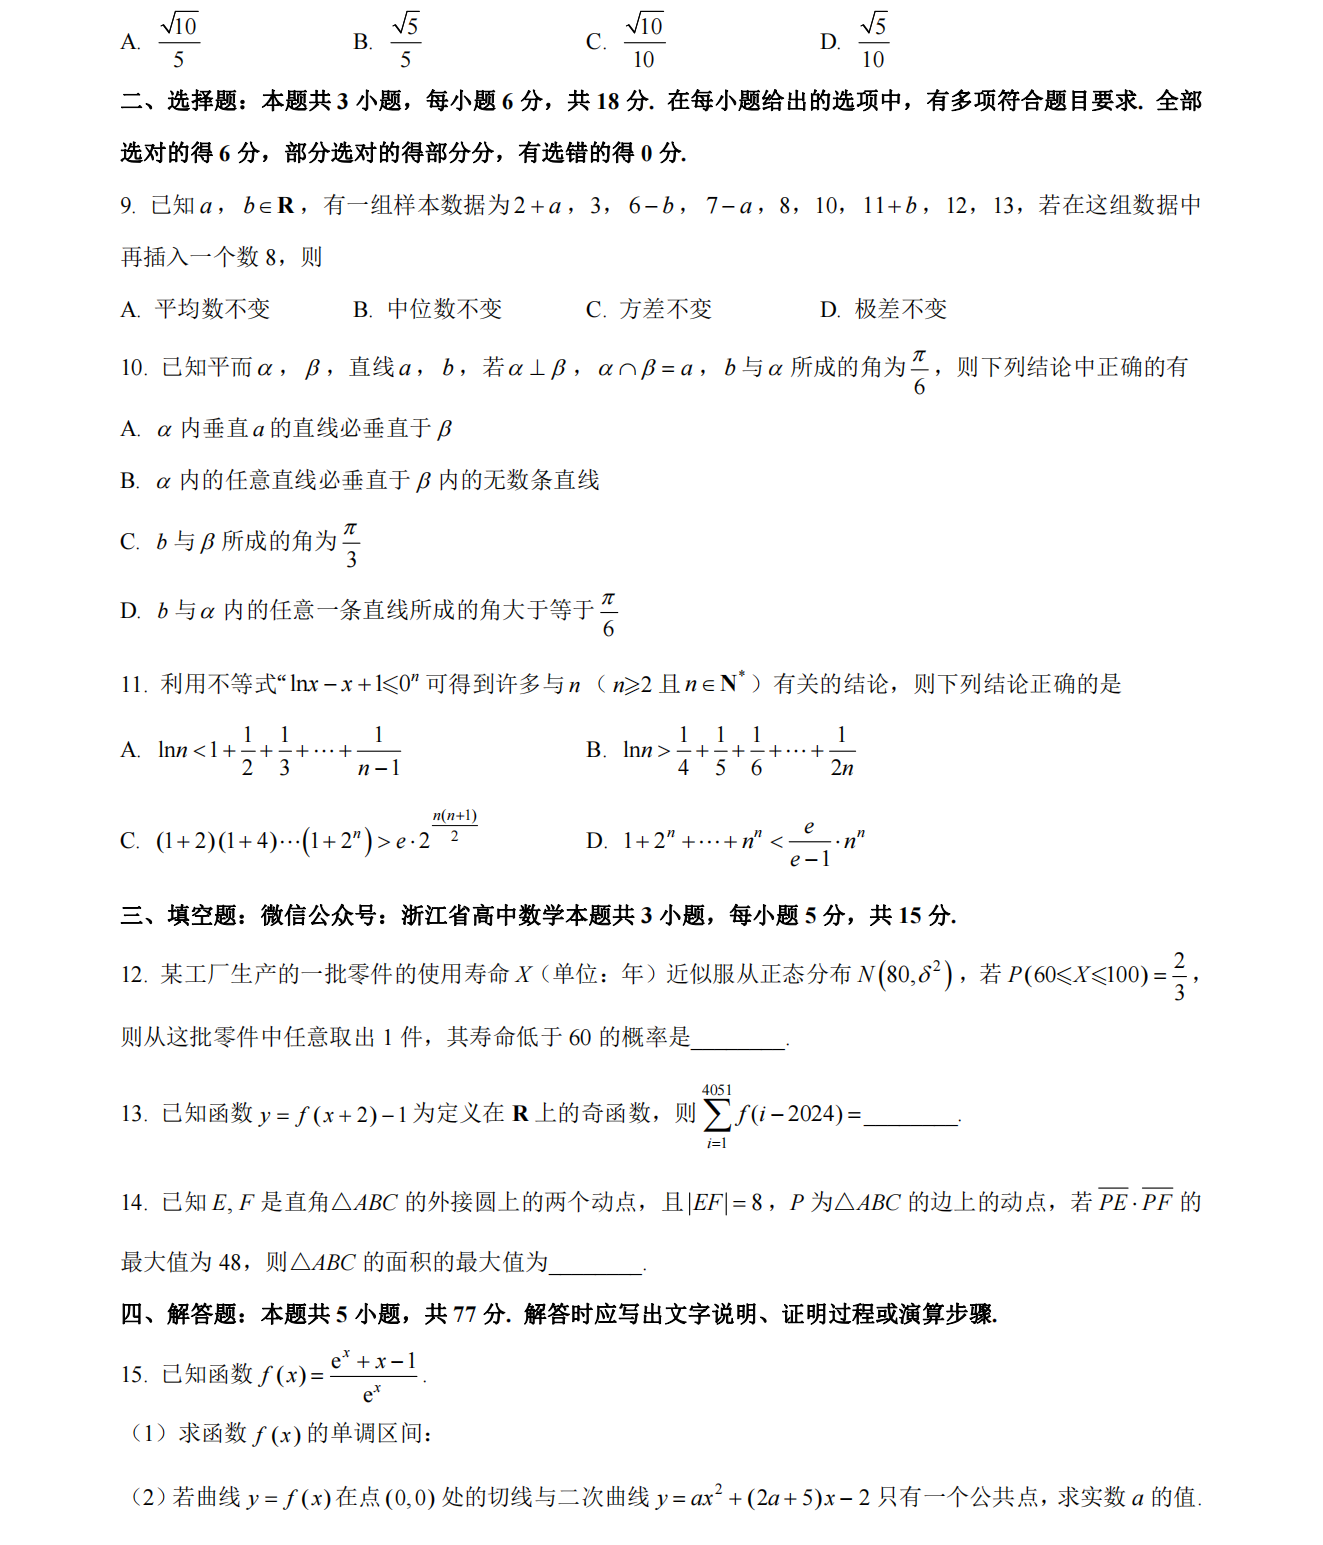 A. √10/5 B. √5/5 C. √10/10 D. √5/10
二、选择题：本题共 3 小题，每小题 6 分，共 18 分. 在每小题给出的选项中，有多项符合题目要求. 全部
选对的得 6 分，部分选对的得部分分，有选错的得 0 分.
9. 已知 a， b∈R，有一组样本数据为 2+a，3， 6−b， 7−a，8，10， 11+b，12，13，若在这组数据中
再插入一个数 8，则
A. 平均数不变 B. 中位数不变 C. 方差不变 D. 极差不变
10. 已知平而 α， β，直线 a， b，若 α⊥β， α∩β=a， b 与 α 所成的角为 π/6，则下列结论中正确的有
A. α 内垂直 a 的直线必垂直于 β
B. α 内的任意直线必垂直于 β 内的无数条直线
C. b 与 β 所成的角为 π/3
D. b 与 α 内的任意一条直线所成的角大于等于 π/6
11. 利用不等式“ lnx−x+1⩽0ⁿ 可得到许多与 n （ n⩾2 且 n∈N*）有关的结论，则下列结论正确的是
A. lnn<1+1/2+1/3+⋯+1/(n−1) B. lnn>1/4+1/5+1/6+⋯+1/(2n)
C. (1+2)(1+4)⋯(1+2ⁿ)>e·2^(n(n+1)/2) D. 1+2ⁿ+⋯+nⁿ<e/(e−1)·nⁿ
三、填空题：微信公众号：浙江省高中数学本题共 3 小题，每小题 5 分，共 15 分.
12. 某工厂生产的一批零件的使用寿命 X（单位：年）近似服从正态分布 N(80,δ²)，若 P(60⩽X⩽100)=2/3，
则从这批零件中任意取出 1 件，其寿命低于 60 的概率是________.
13. 已知函数 y=f(x+2)−1 为定义在 R 上的奇函数，则 ∑_{i=1}^{4051} f(i−2024)=________.
14. 已知 E, F 是直角△ABC 的外接圆上的两个动点，且|EF|=8，P 为△ABC 的边上的动点，若 P̅E̅·P̅F̅ 的
最大值为 48，则△ABC 的面积的最大值为________.
四、解答题：本题共 5 小题，共 77 分. 解答时应写出文字说明、证明过程或演算步骤.
15. 已知函数 f(x)=(eˣ+x−1)/eˣ.
（1）求函数 f(x) 的单调区间：
（2）若曲线 y=f(x) 在点 (0,0) 处的切线与二次曲线 y=ax²+(2a+5)x−2 只有一个公共点，求实数 a 的值.